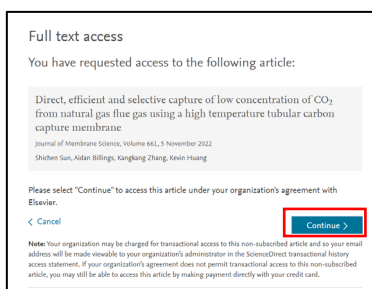 Full text access
You have requested access to the following article:
Direct, efficient and selective capture of low concentration of CO₂
from natural gas flue gas using a high temperature tubular carbon
capture membrane
Journal of Membrane Science, Volume 661, 5 November 2022
Shichen Sun, Aidan Billings, Kangkang Zhang, Kevin Huang
Please select "Continue" to access this article under your organization's agreement with
Elsevier.
< Cancel
Continue >
Note: Your organization may be charged for transactional access to this non-subscribed article and so your email
address will be made viewable to your organization's administrator in the ScienceDirect transactional history
access statement. If your organization's agreement does not permit transactional access to this non-subscribed
article, you may still be able to access this article by making payment directly with your credit card.